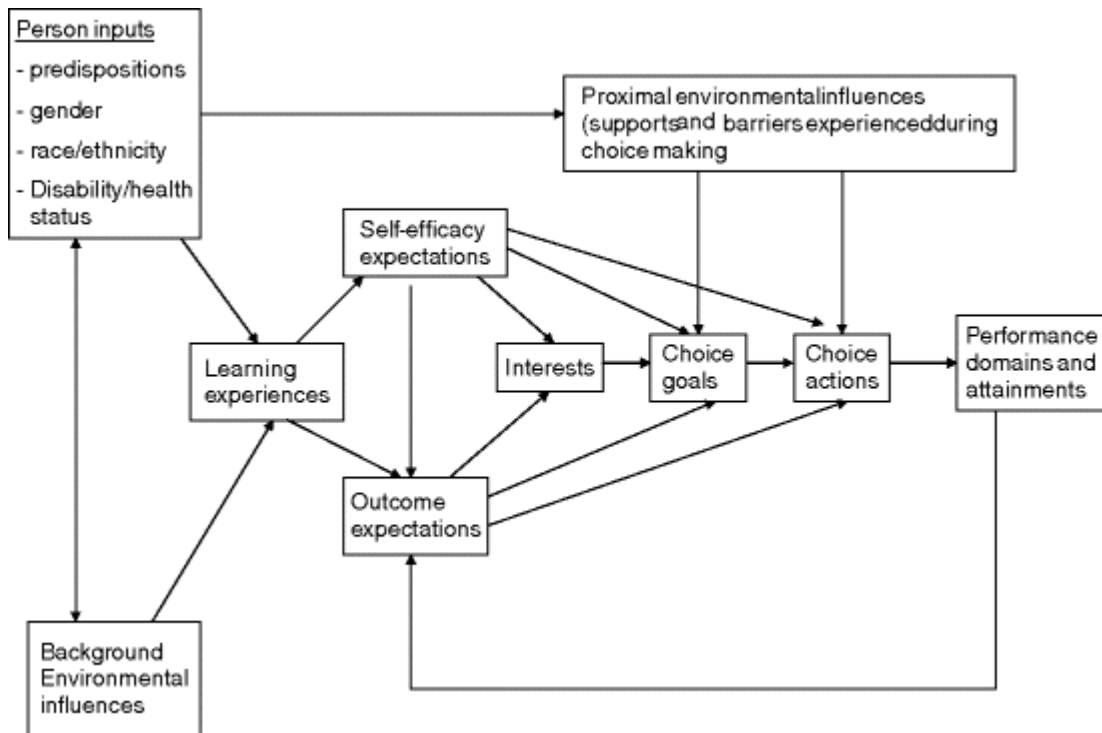 Person inputs
- predispositions
- gender
- race/ethnicity
- Disability/health
status
Proximal environmentalinfluences
(supportsand barriers experiencedduring
choice making
Self-efficacy
expectations
Learning
experiences
Interests
Choice
goals
Choice
actions
Performance
domains and
attainments
Outcome
expectations
Background
Environmental
influences